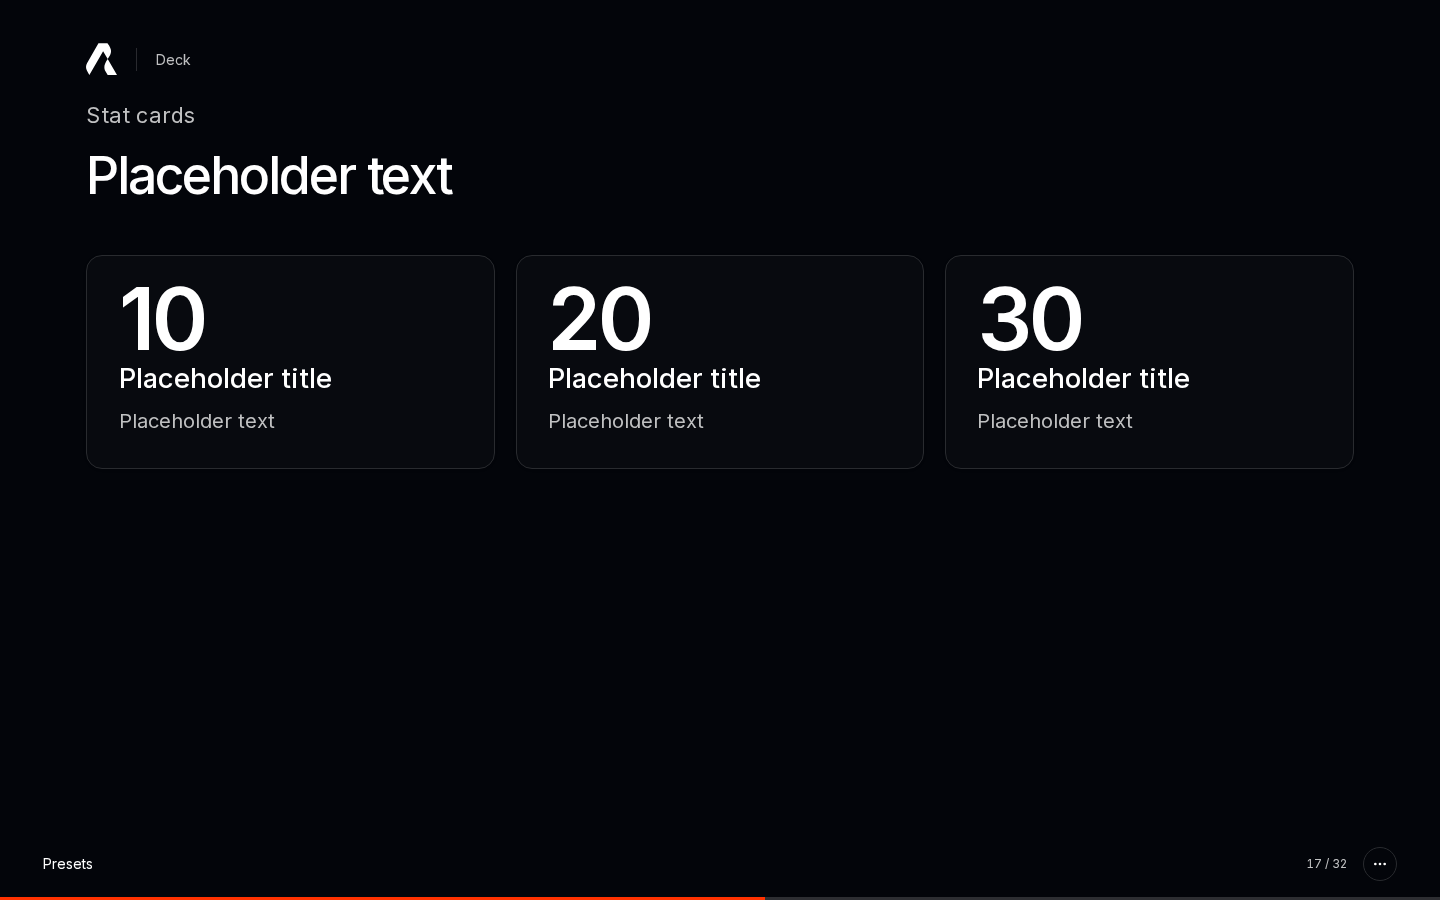 Deck
Stat cards
Placeholder text
10
Placeholder title
Placeholder text
20
Placeholder title
Placeholder text
30
Placeholder title
Placeholder text
Presets
17 / 32